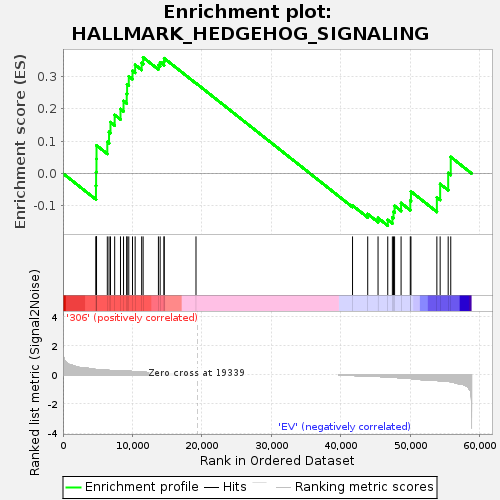 Enrichment plot:
HALLMARK_HEDGEHOG_SIGNALING
Enrichment score (ES)
0.3
0.2
0.1
0.0
-0.1
'306' (positively correlated)
Ranked list metric (Signal2Noise)
4
2
0
-2
-4
Zero cross at 19339
'EV' (negatively correlated)
0
10,000
20,000
30,000
40,000
50,000
60,000
Rank in Ordered Dataset
Enrichment profile
Hits
Ranking metric scores